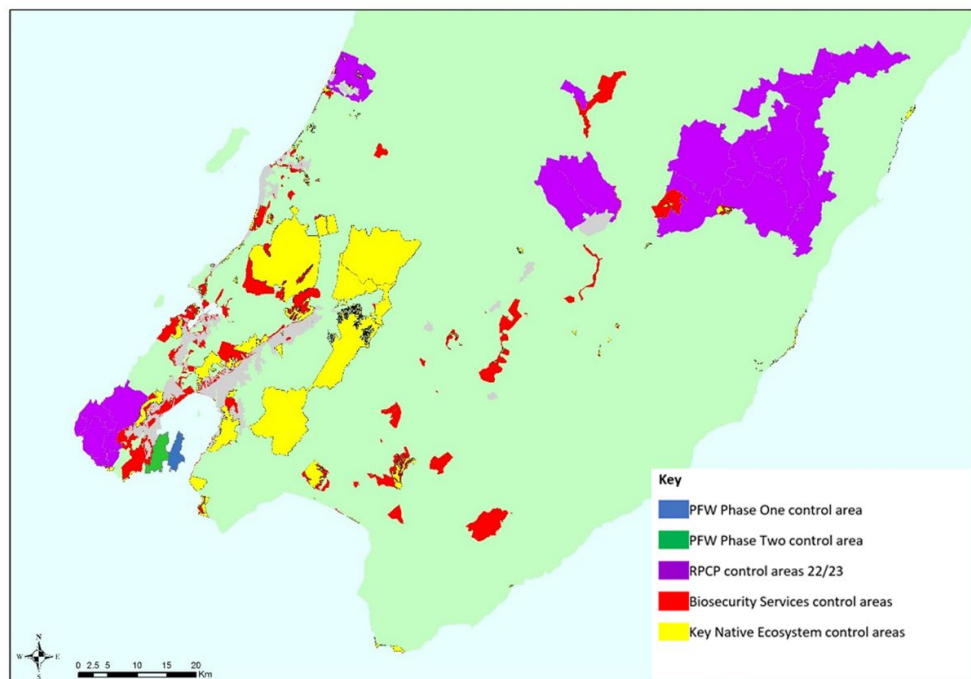 Key
PFW Phase One control area
PFW Phase Two control area
RPCP control areas 22/23
Biosecurity Services control areas
Key Native Ecosystem control areas
N
W E
S
0 2.5 5 10 15 20
Km